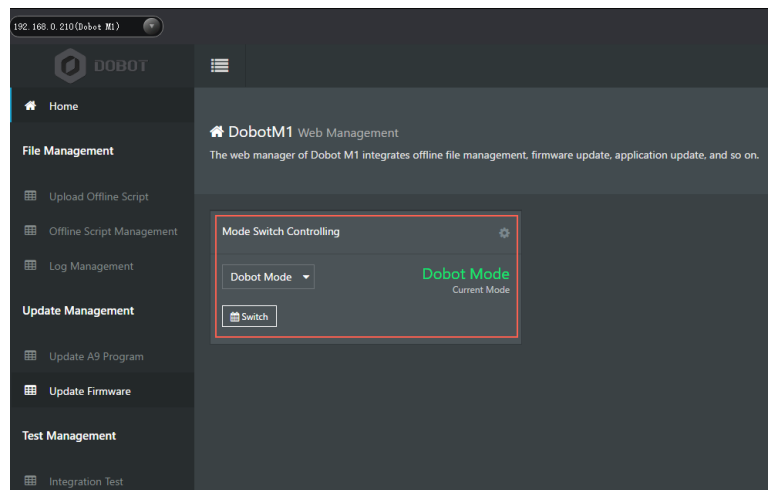 192.168.0.210(Dobot M1)
DOBOT
Home
File Management
Upload Offline Script
Offline Script Management
Log Management
Update Management
Update A9 Program
Update Firmware
Test Management
Integration Test
DobotM1 Web Management
The web manager of Dobot M1 integrates offline file management, firmware update, application update, and so on.
Mode Switch Controlling
Dobot Mode
Dobot Mode
Current Mode
Switch